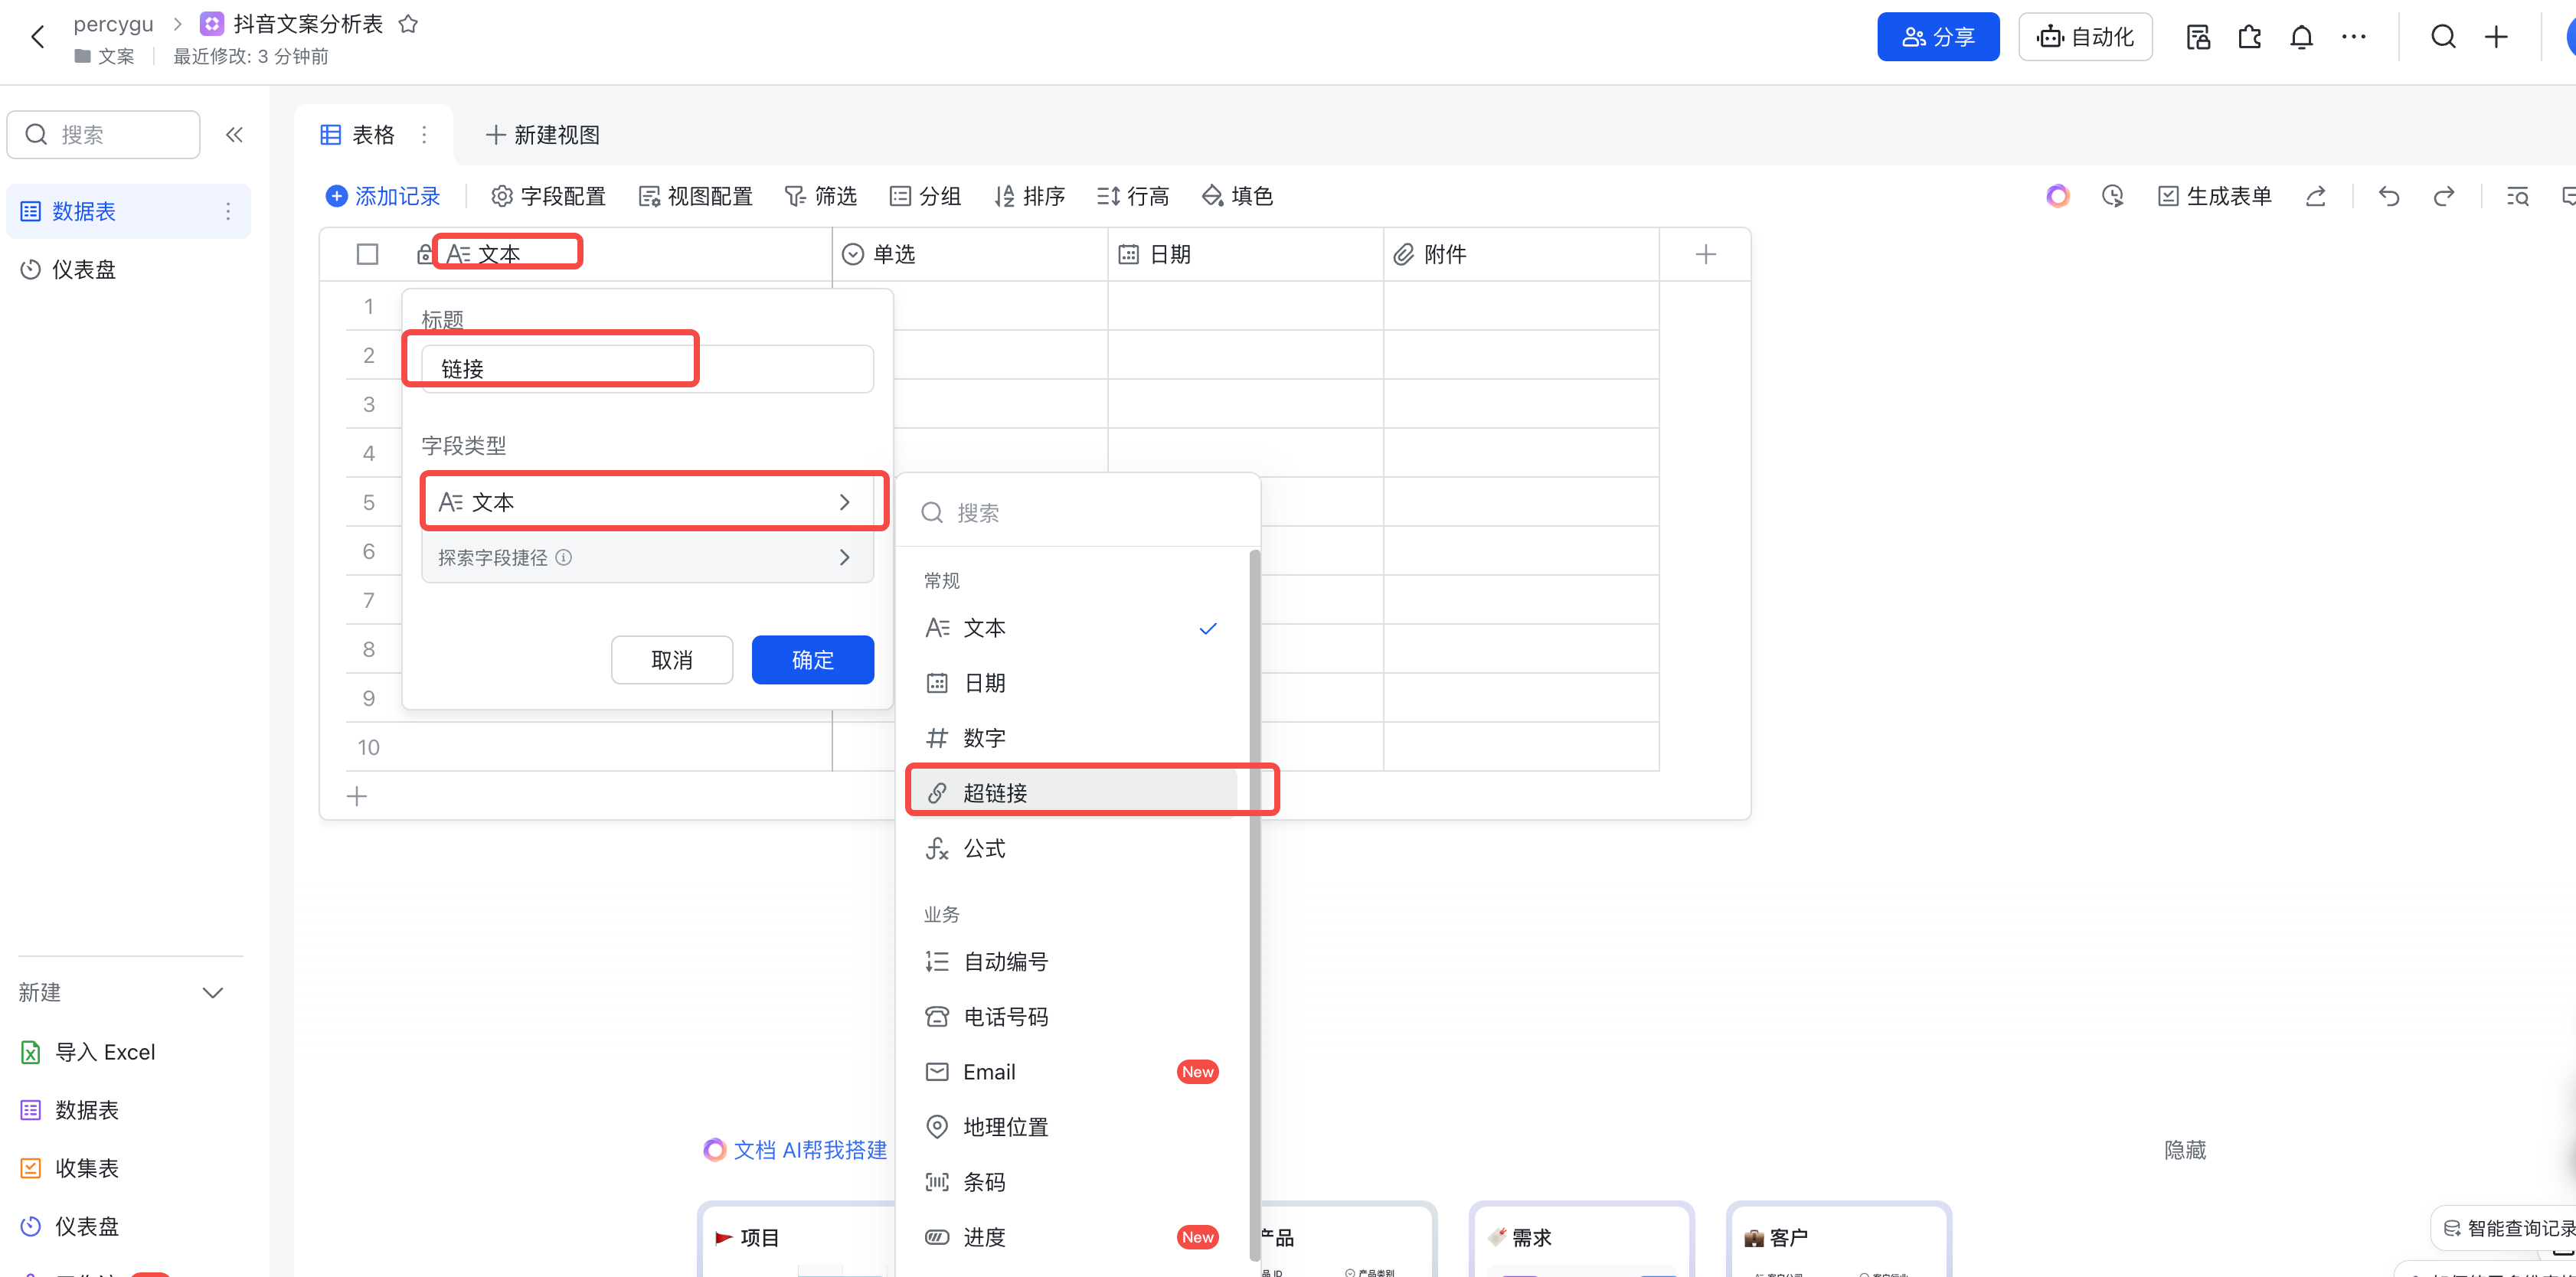 percygu > 抖音文案分析表
文案 最近修改: 3 分钟前
分享 自动化
搜索
表格 新建视图
数据表
仪表盘
添加记录 字段配置 视图配置 筛选 分组 排序 行高 填色 生成表单
文本 单选 日期 附件
1
2
3
4
5
6
7
8
9
10
标题
链接
字段类型
文本
探索字段捷径
取消 确定
搜索
常规
文本
日期
数字
超链接
公式
业务
自动编号
电话号码
Email New
地理位置
条码
进度 New
新建
导入 Excel
数据表
收集表
仪表盘
文档 AI帮我搭建 隐藏
项目 产品 需求 客户
产品类别
智能查询记录